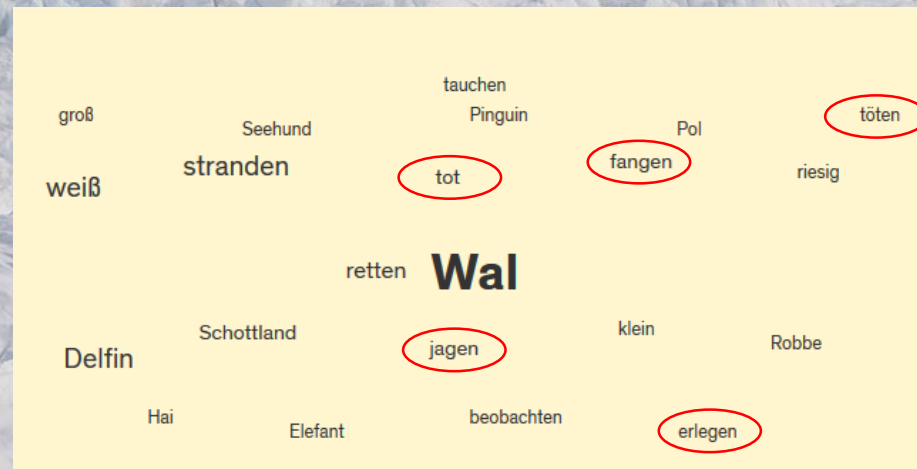 tauchen
groß
Pinguin
töten
Seehund
Pol
stranden
fangen
tot
riesig
weiß
retten
Wal
Schottland
klein
jagen
Robbe
Delfin
Hai
beobachten
Elefant
erlegen